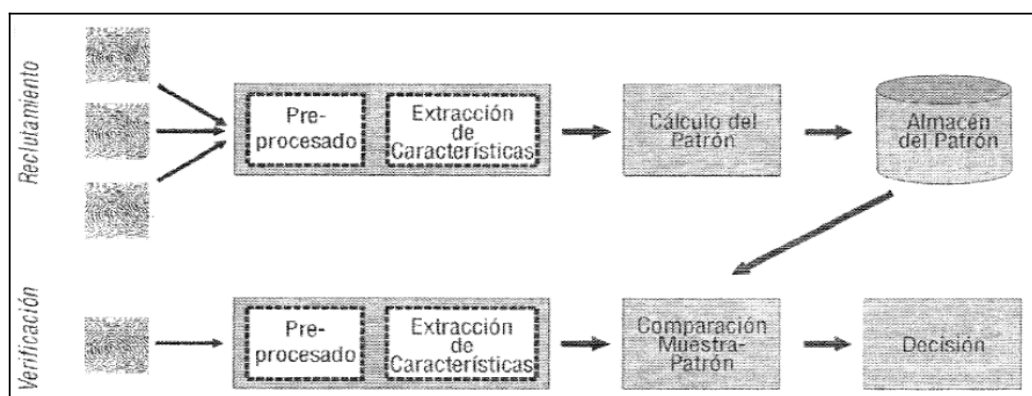 Reclutamiento
Pre-
procesado
Extracción
de
Características
Cálculo del
Patrón
Almacén
del Patrón
Verificación
Pre-
procesado
Extracción
de
Características
Comparación
Muestra-
Patrón
Decisión